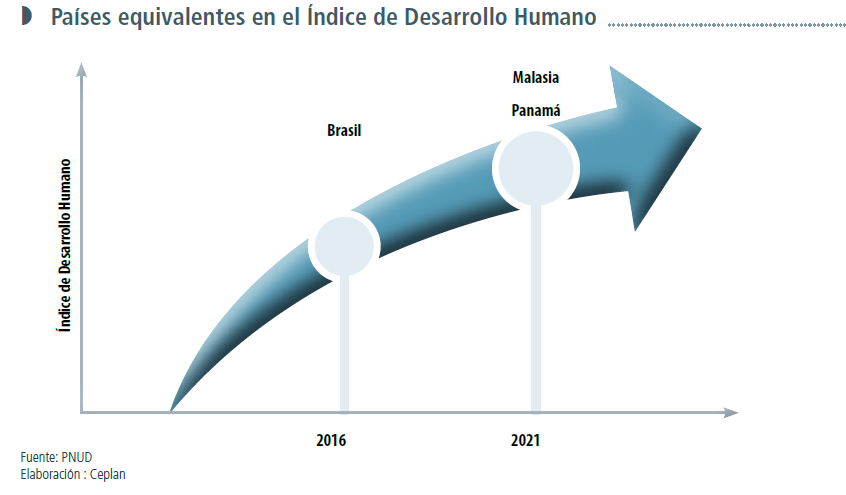 Países equivalentes en el Índice de Desarrollo Humano
Malasia
Panamá
Brasil
Índice de Desarrollo Humano
2016
2021
Fuente: PNUD
Elaboración : Ceplan